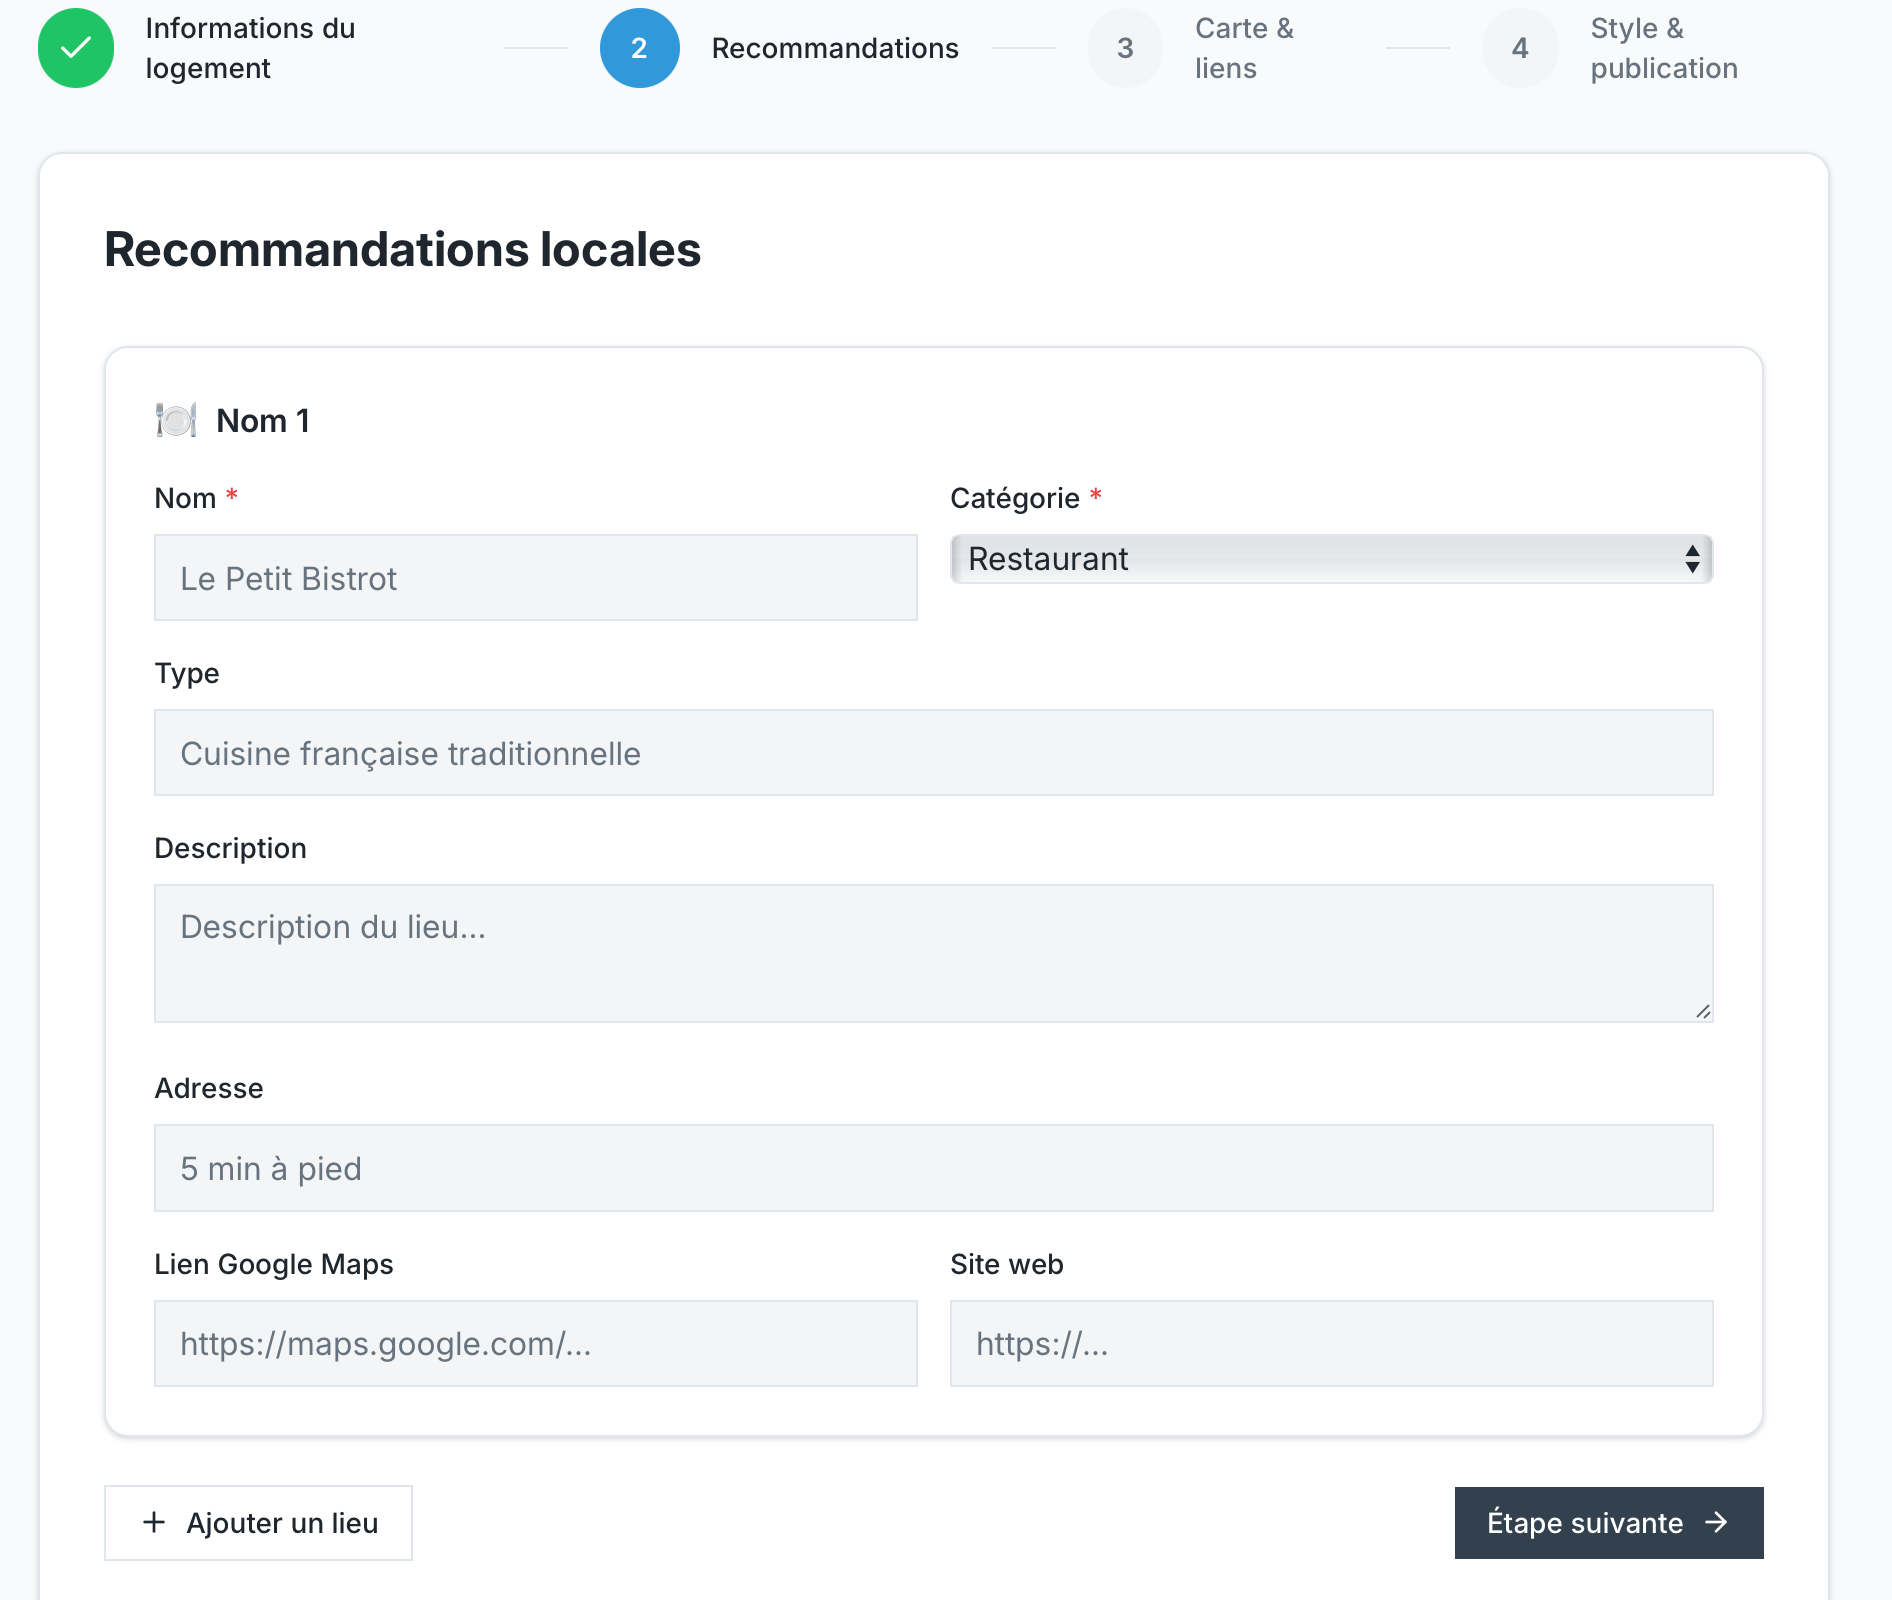 Informations du
logement
2
Recommandations
3
Carte &
liens
4
Style &
publication
Recommandations locales
Nom 1
Nom *
Catégorie *
Le Petit Bistrot
Restaurant
Type
Cuisine française traditionnelle
Description
Description du lieu...
Adresse
5 min à pied
Lien Google Maps
Site web
https://maps.google.com/...
https://...
+ Ajouter un lieu
Étape suivante →